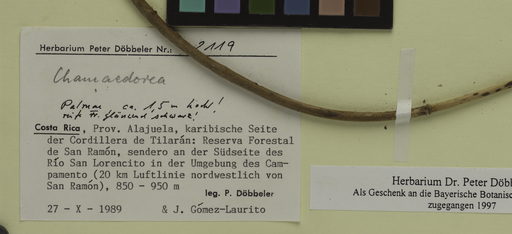 Herbarium Peter Döbbeler Nr.: 2119
Chamaedorea
Palmae, ca. 1,5 m hoch!
reife Fr. glänzend schwarz!
Costa Rica, Prov. Alajuela, karibische Seite
der Cordillera de Tilarán: Reserva Forestal
de San Ramón, sendero an der Südseite des
Río San Lorencito in der Umgebung des Cam-
pamento (20 km Luftlinie nordwestlich von
San Ramón), 850 - 950 m
leg. P. Döbbeler
27 - X - 1989 & J. Gómez-Laurito
Herbarium Dr. Peter Döbb
Als Geschenk an die Bayerische Botanisc
zugegangen 1997